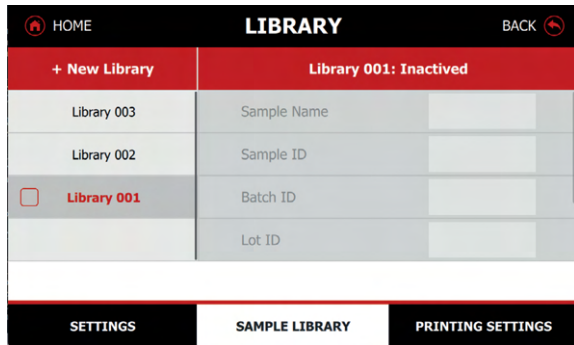 HOME
LIBRARY
BACK
+ New Library
Library 001: Inactived
Library 003
Sample Name
Library 002
Sample ID
Library 001
Batch ID
Lot ID
SETTINGS
SAMPLE LIBRARY
PRINTING SETTINGS